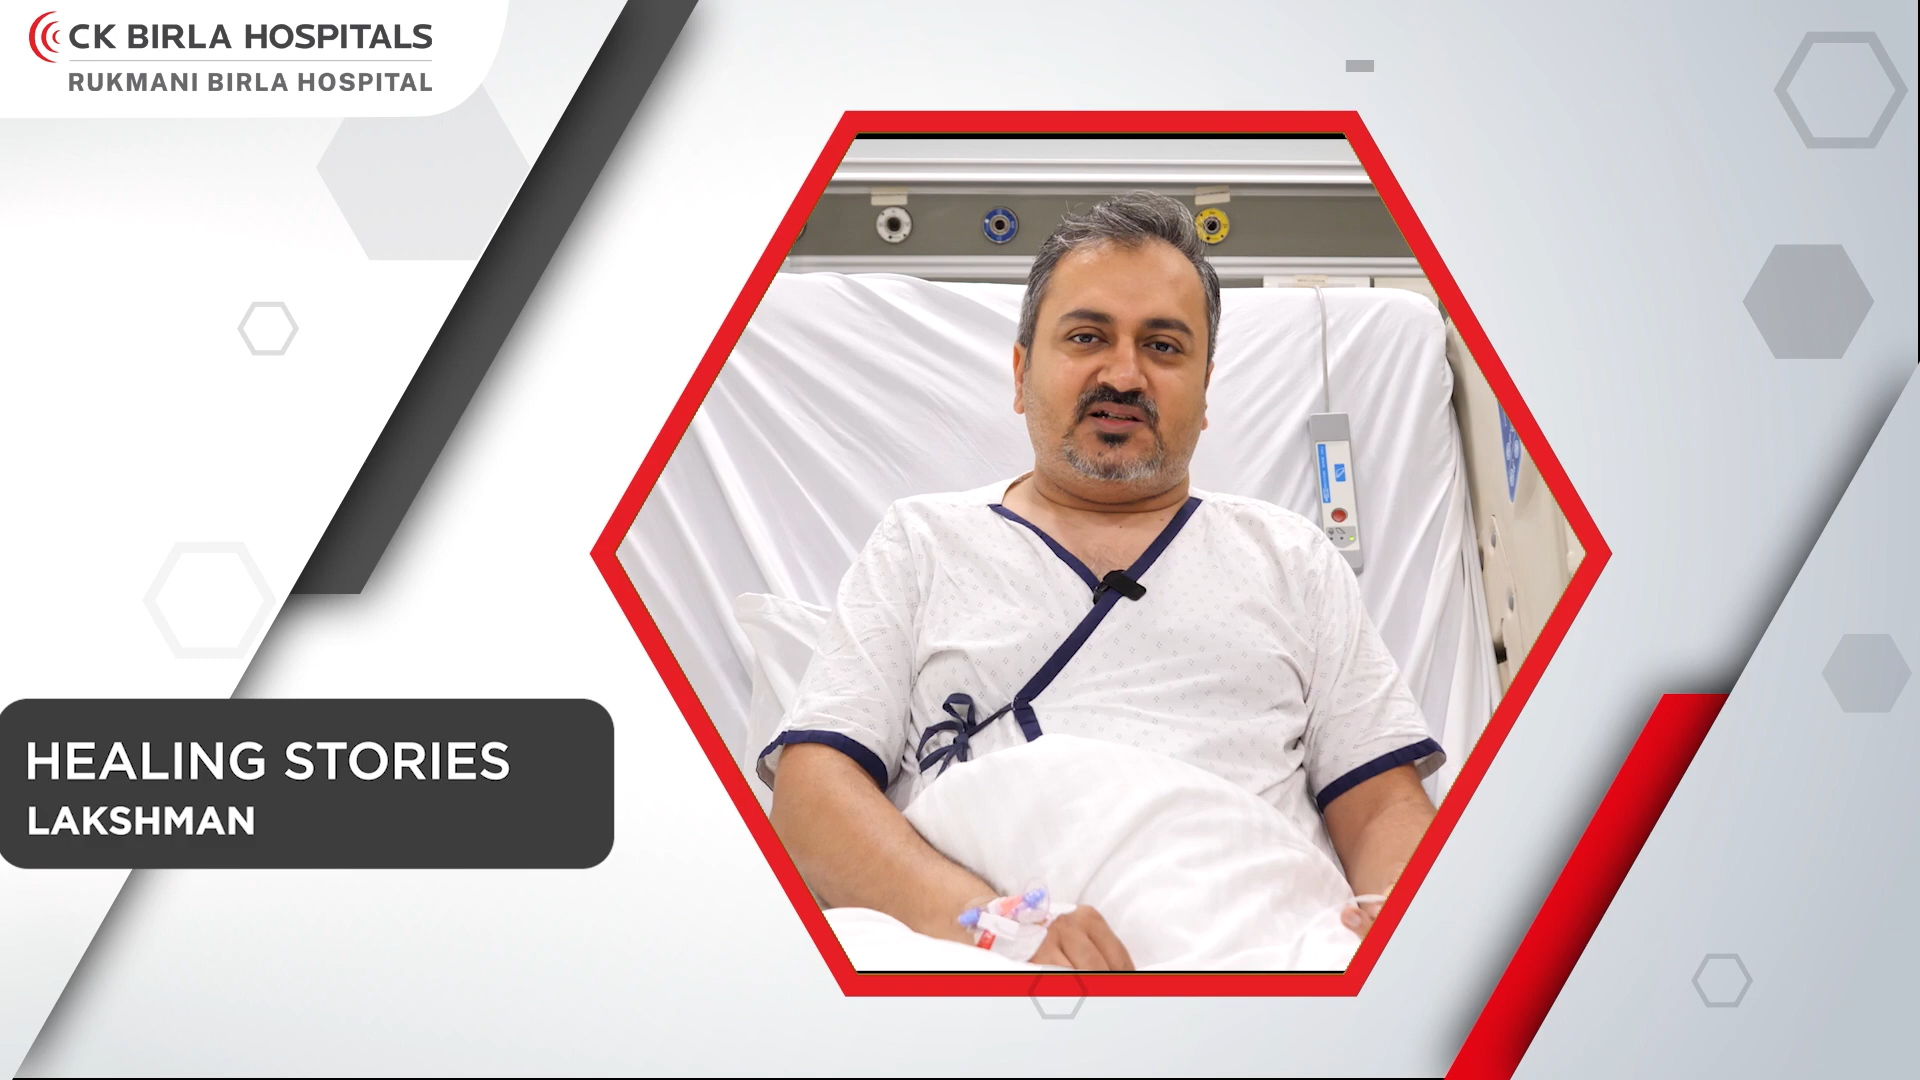 CK BIRLA HOSPITALS
RUKMANI BIRLA HOSPITAL
HEALING STORIES
LAKSHMAN